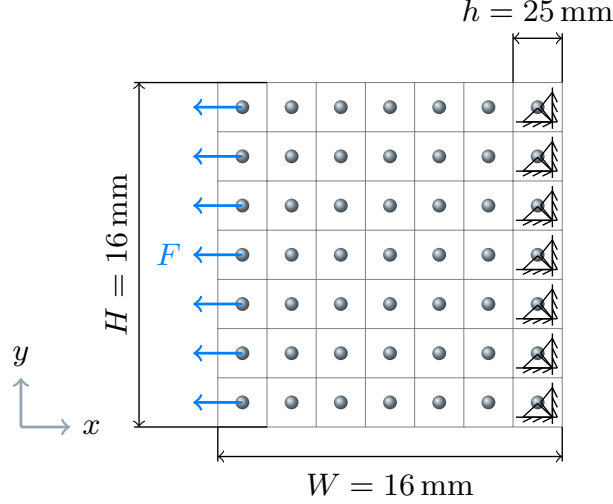 h = 25 mm
F
H = 16 mm
y
x
W = 16 mm